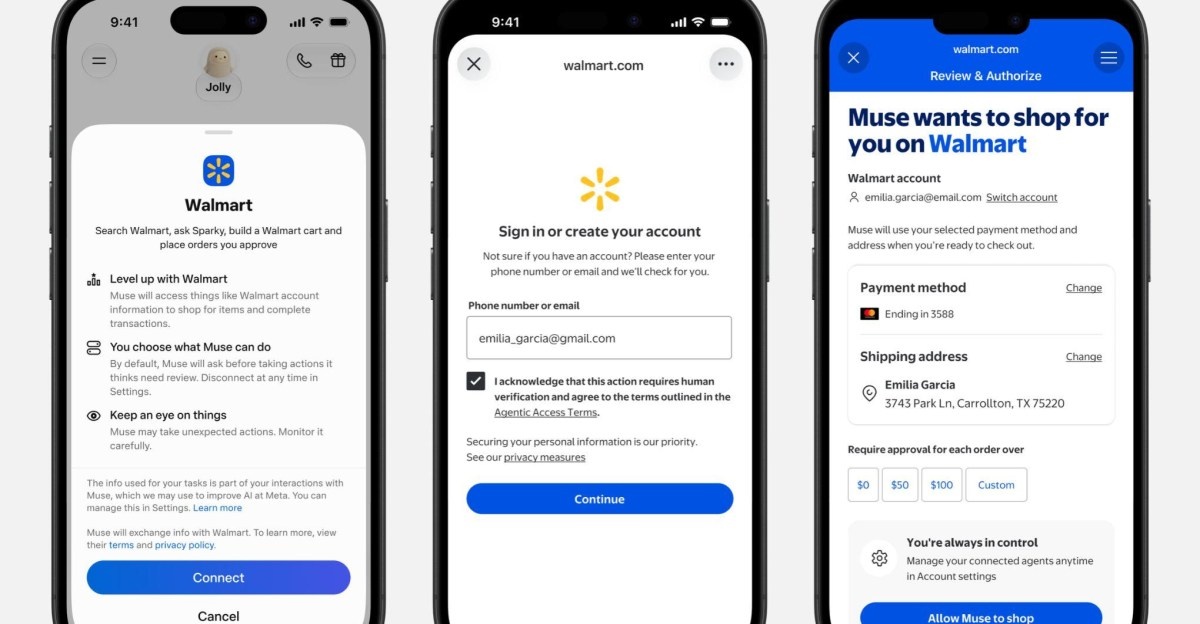 9:41
Jolly
Walmart
Search Walmart, ask Sparky, build a Walmart cart and
place orders you approve
Level up with Walmart
Muse will access things like Walmart account
information to shop for items and complete
transactions.
You choose what Muse can do
By default, Muse will ask before taking actions it
thinks need review. Disconnect at any time in
Settings.
Keep an eye on things
Muse may take unexpected actions. Monitor it
carefully.
The info used for your tasks is part of your interactions with
Muse, which we may use to improve AI at Meta. You can
manage this in Settings. Learn more
Muse will exchange info with Walmart. To learn more, view
their terms and privacy policy.
Connect
Cancel
9:41
walmart.com
Sign in or create your account
Not sure if you have an account? Please enter your
phone number or email and we'll check for you.
Phone number or email
emilia_garcia@gmail.com
I acknowledge that this action requires human
verification and agree to the terms outlined in the
Agentic Access Terms.
Securing your personal information is our priority.
See our privacy measures
Continue
walmart.com
Review & Authorize
Muse wants to shop for
you on Walmart
Walmart account
emilia.garcia@email.com Switch account
Muse will use your selected payment method and
address when you're ready to check out.
Payment method Change
Ending in 3588
Shipping address Change
Emilia Garcia
3743 Park Ln, Carrollton, TX 75220
Require approval for each order over
$0 $50 $100 Custom
You're always in control
Manage your connected agents anytime
in Account settings
Allow Muse to shop